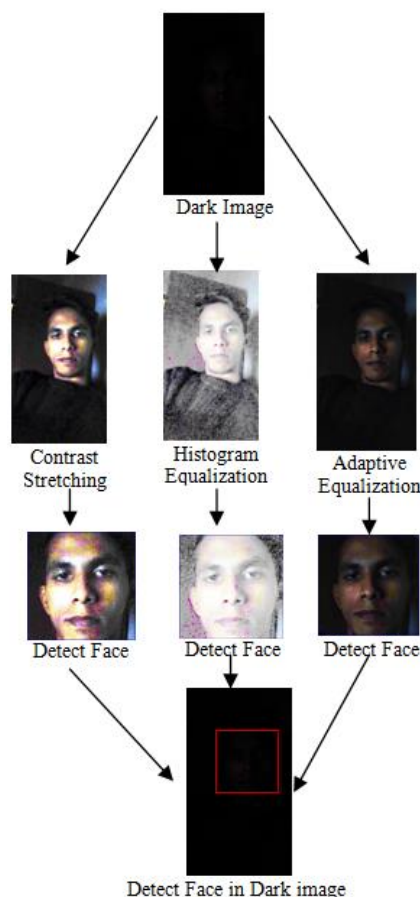 Dark Image
Contrast
Stretching
Histogram
Equalization
Adaptive
Equalization
Detect Face
Detect Face
Detect Face
Detect Face in Dark image